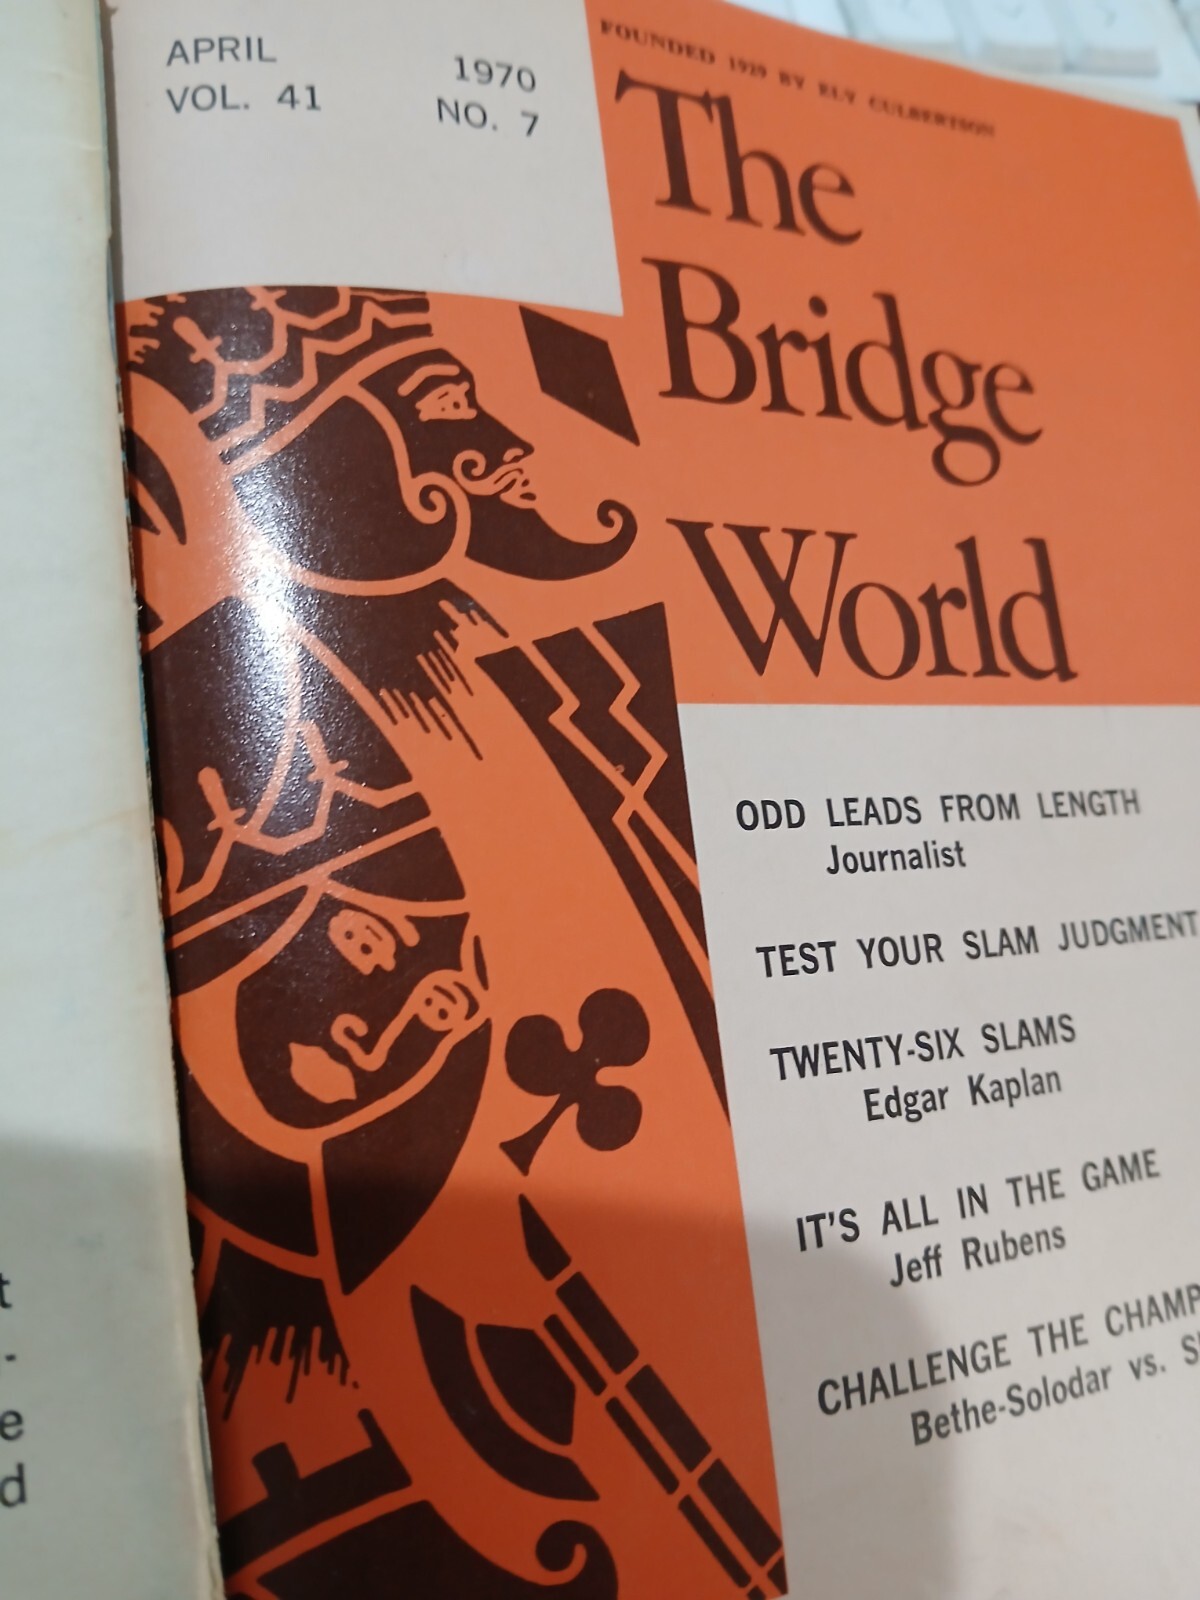 APRIL 1970
VOL. 41 NO. 7
FOUNDED 1929 BY ELY CULBERTSON
The
Bridge
World
ODD LEADS FROM LENGTH
Journalist
TEST YOUR SLAM JUDGMENT
TWENTY-SIX SLAMS
Edgar Kaplan
IT'S ALL IN THE GAME
Jeff Rubens
CHALLENGE THE CHAMP
Bethe-Solodar vs. S
t
-
e
d